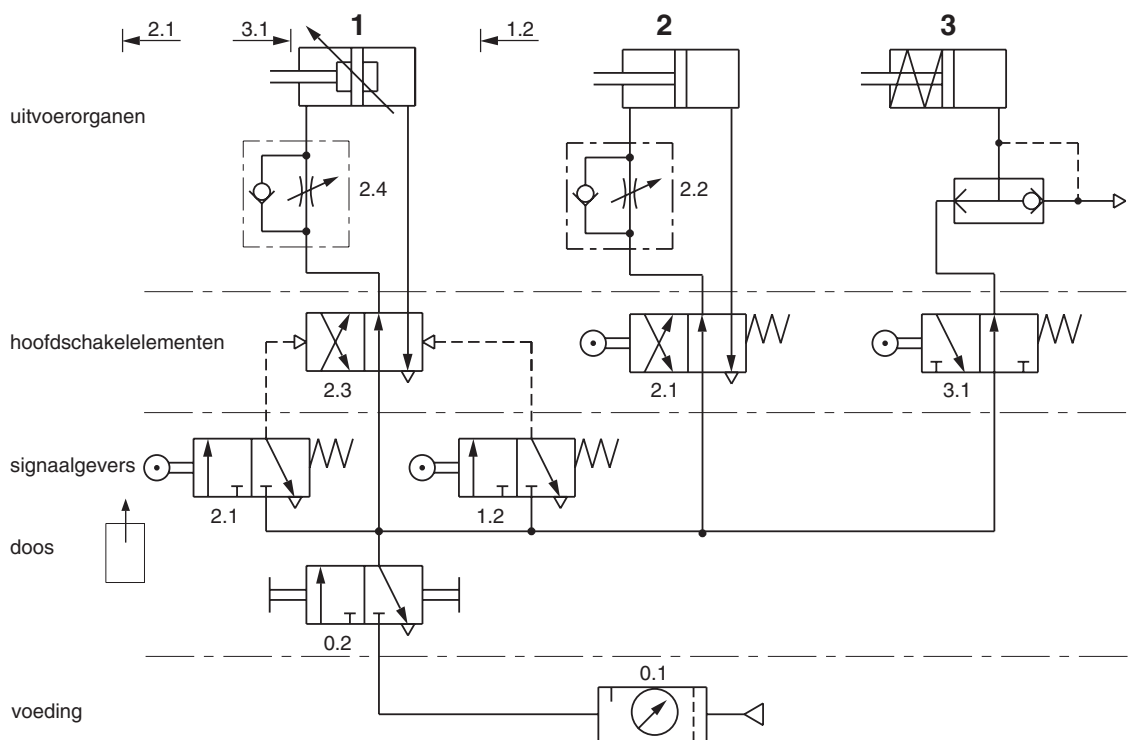 2.1 3.1 1 1.2 2 3
uitvoerorganen
2.4 2.2
hoofdschakelelementen
2.3 2.1 3.1
signaalgevers
2.1 1.2
doos
0.2
0.1
voeding